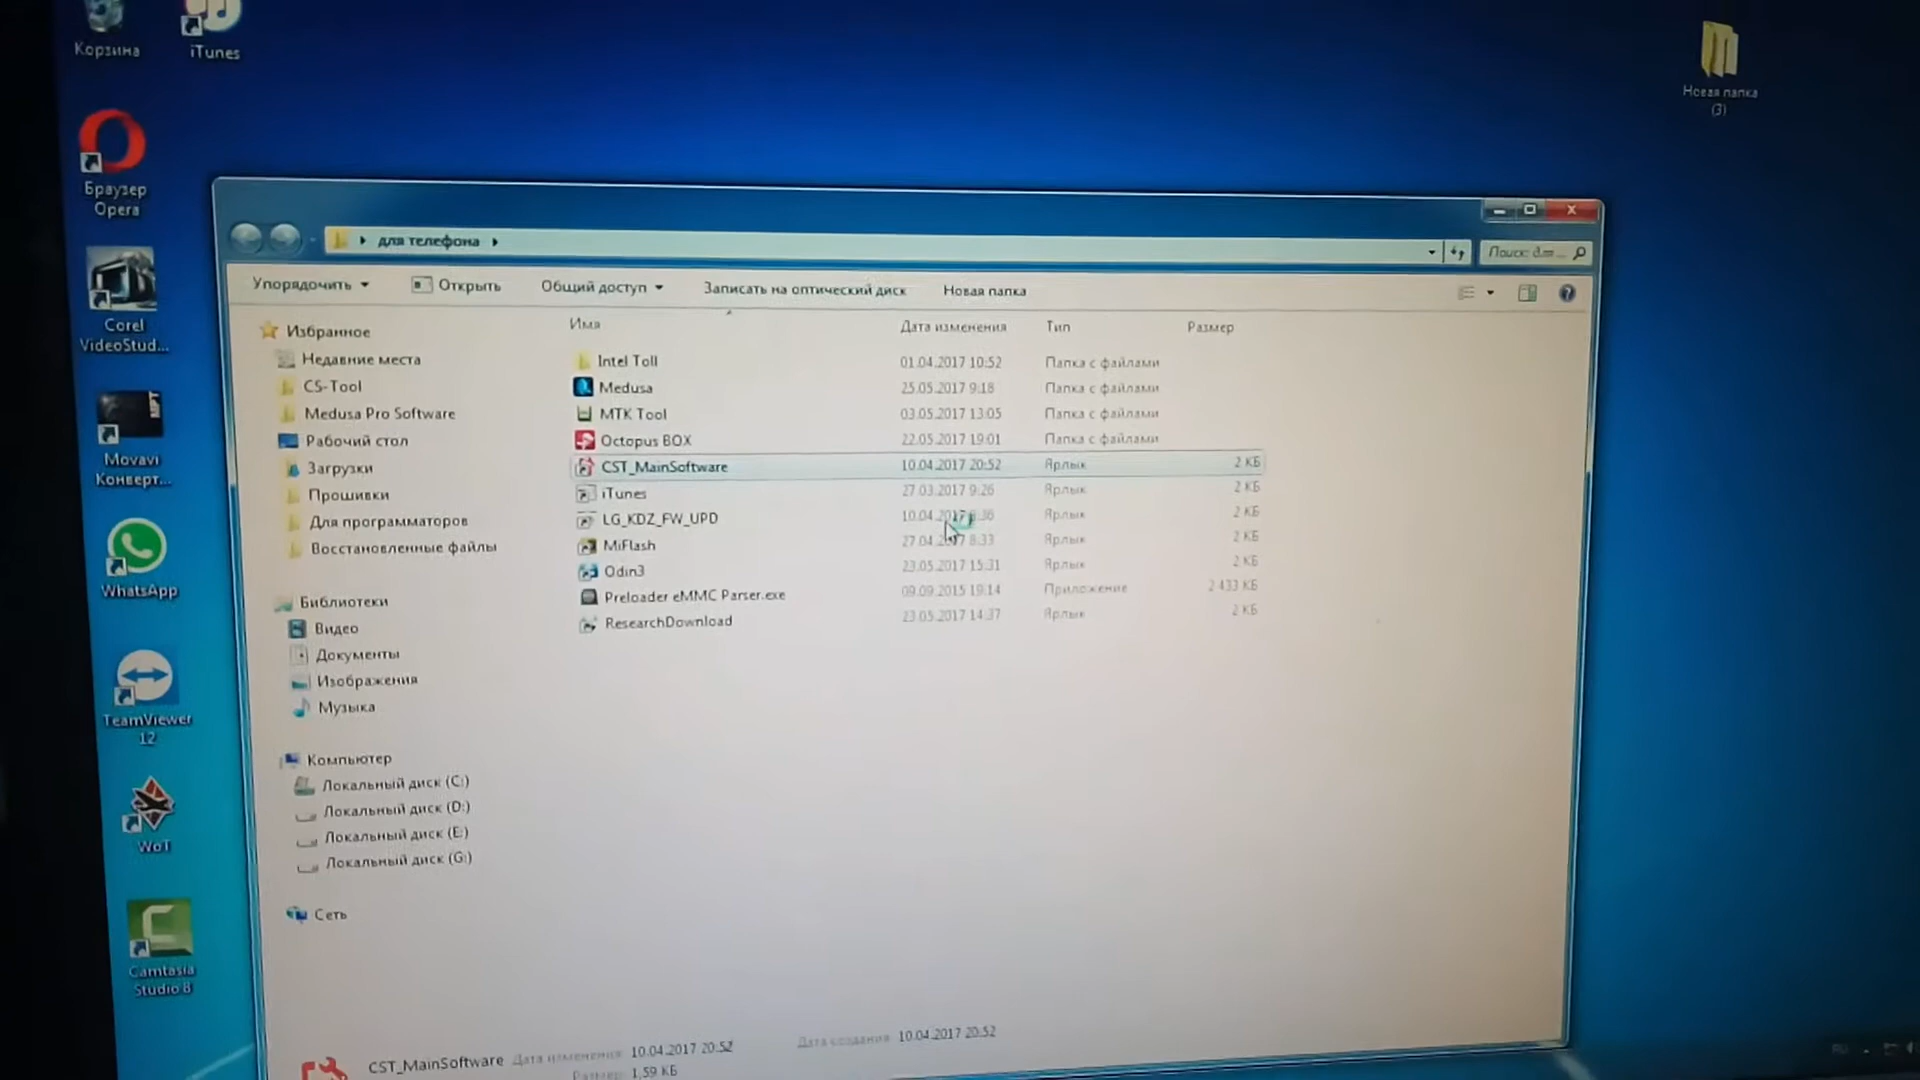 Корзина
iTunes
Новая папка
(3)
Браузер
Opera
Corel
VideoStud...
Movavi
Конверт...
WhatsApp
TeamViewer
12
WoT
Camtasia
Studio 8
для телефона
Поиск: для ...
Упорядочить
Открыть
Общий доступ
Записать на оптический диск
Новая папка
Имя Дата изменения Тип Размер
Избранное
Недавние места
CS-Tool
Medusa Pro Software
Рабочий стол
Загрузки
Прошивки
Для программаторов
Восстановленные файлы
Библиотеки
Видео
Документы
Изображения
Музыка
Компьютер
Локальный диск (C:)
Локальный диск (D:)
Локальный диск (E:)
Локальный диск (G:)
Сеть
Intel Toll 01.04.2017 10:52 Папка с файлами
Medusa 25.05.2017 9:18 Папка с файлами
MTK Tool 03.05.2017 13:05 Папка с файлами
Octopus BOX 22.05.2017 19:01 Папка с файлами
CST_MainSoftware 10.04.2017 20:52 Ярлык 2 КБ
iTunes 27.03.2017 9:26 Ярлык 2 КБ
LG_KDZ_FW_UPD 10.04.2017 Ярлык 2 КБ
MiFlash 27.04.2017 8:33 Ярлык 2 КБ
Odin3 23.05.2017 15:31 Ярлык 2 КБ
Preloader eMMC Parser.exe 09.09.2015 19:14 Приложение 2 433 КБ
ResearchDownload 23.05.2017 14:37 Ярлык 2 КБ
CST_MainSoftware Дата изменения: 10.04.2017 20:52 Дата создания: 10.04.2017 20:52
Размер: 1,59 КБ